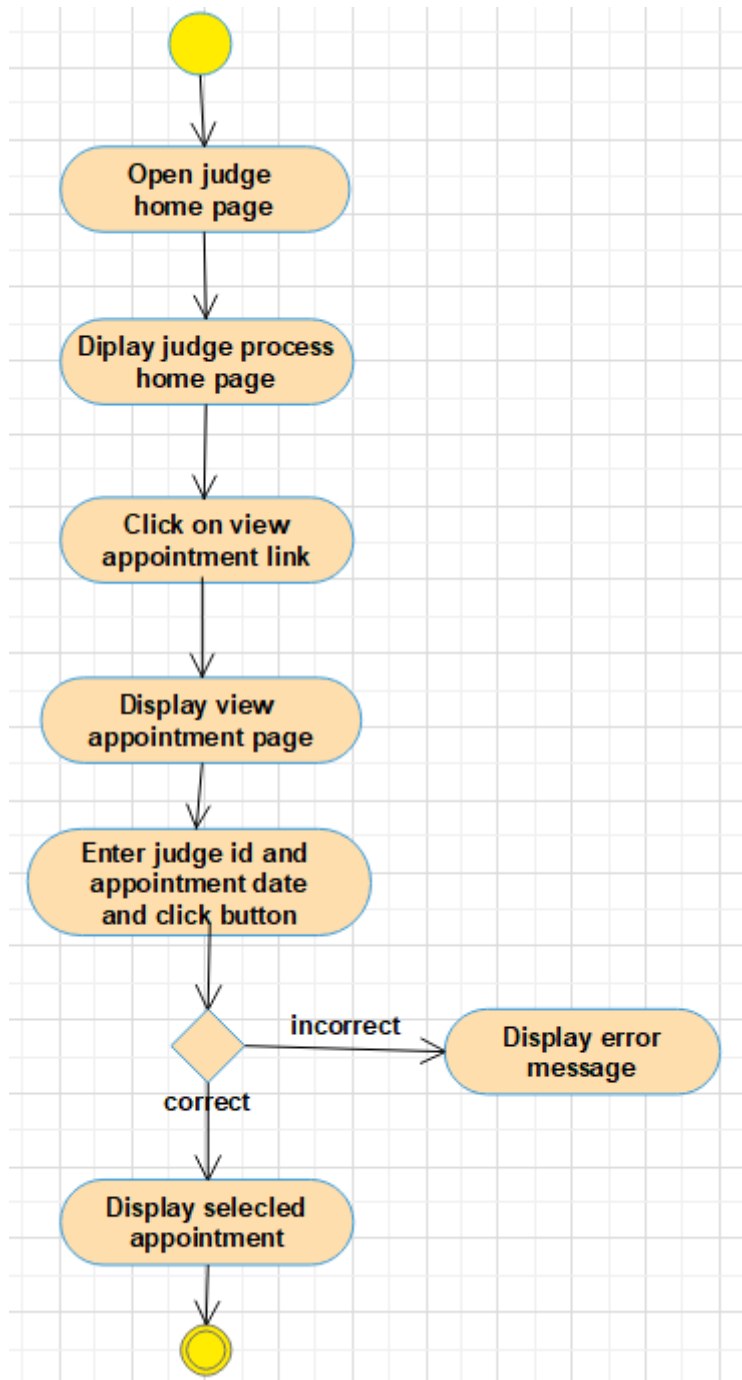 Open judge
home page
Diplay judge process
home page
Click on view
appointment link
Display view
appointment page
Enter judge id and
appointment date
and click button
incorrect
Display error
message
correct
Display selecled
appointment